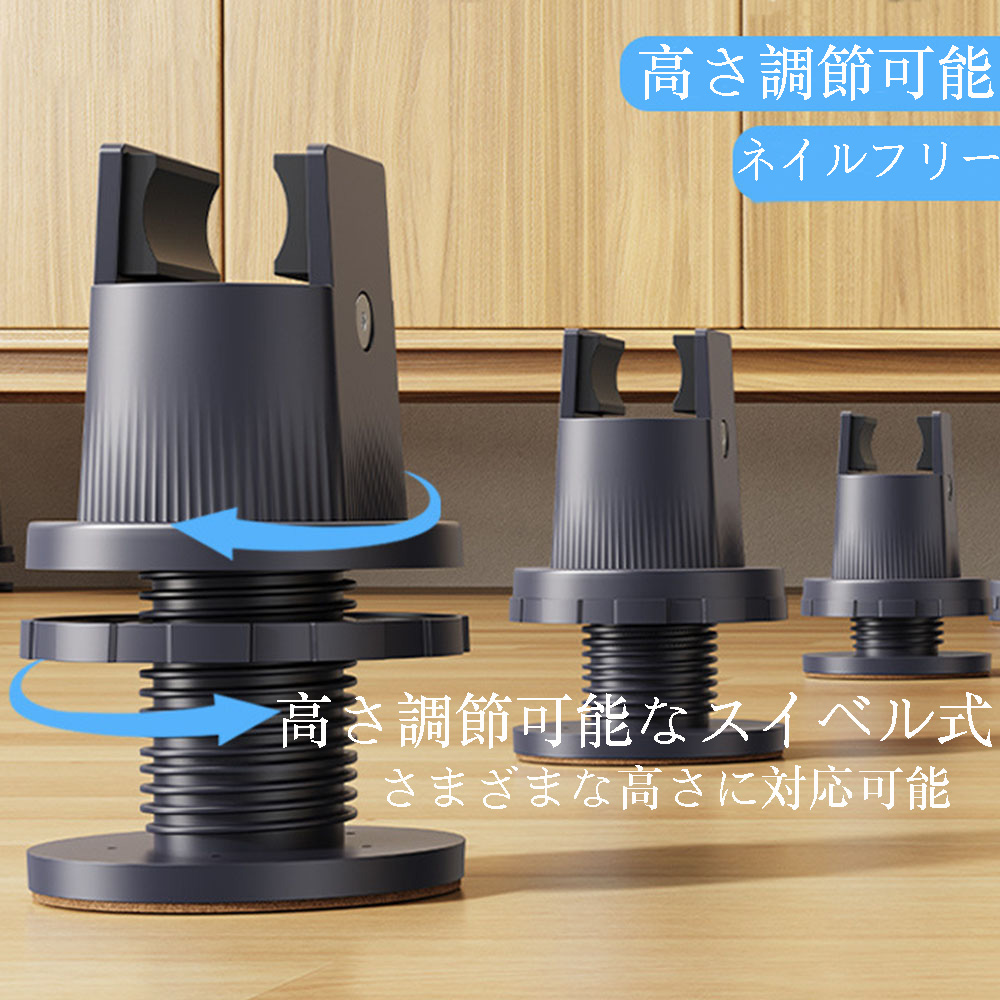 高さ調節可能
ネイルフリー
高さ調節可能なスイベル式
さまざまな高さに対応可能